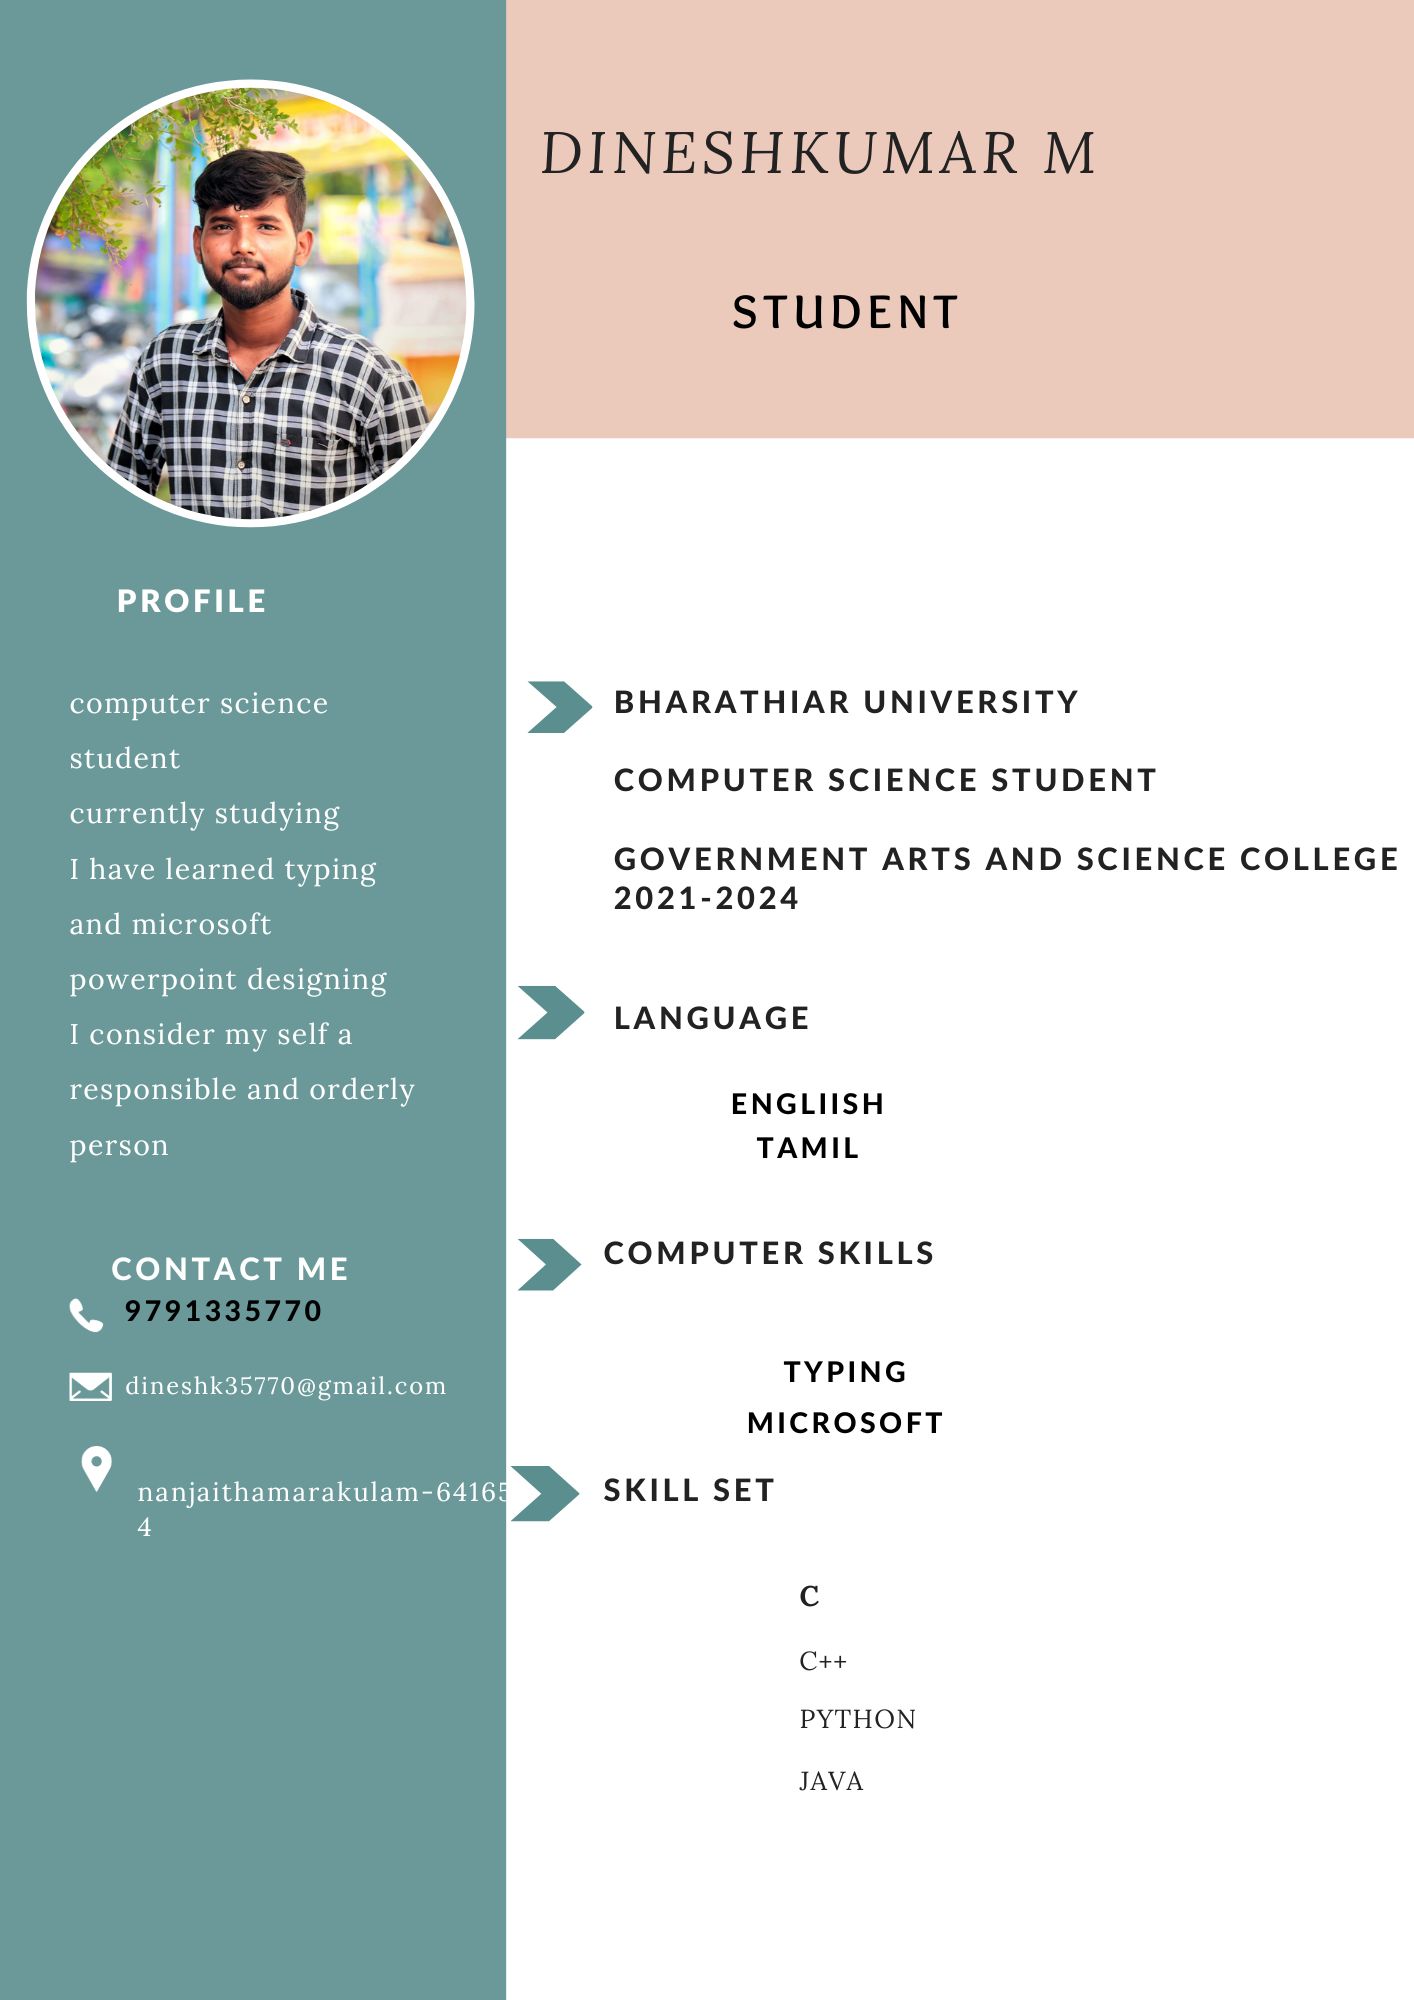 DINESHKUMAR M
STUDENT
PROFILE
computer science
student
currently studying
I have learned typing
and microsoft
powerpoint designing
I consider my self a
responsible and orderly
person
CONTACT ME
9791335770
dineshk35770@gmail.com
nanjaithamarakulam-64165
4
BHARATHIAR UNIVERSITY
COMPUTER SCIENCE STUDENT
GOVERNMENT ARTS AND SCIENCE COLLEGE
2021-2024
LANGUAGE
ENGLIISH
TAMIL
COMPUTER SKILLS
TYPING
MICROSOFT
SKILL SET
C
C++
PYTHON
JAVA